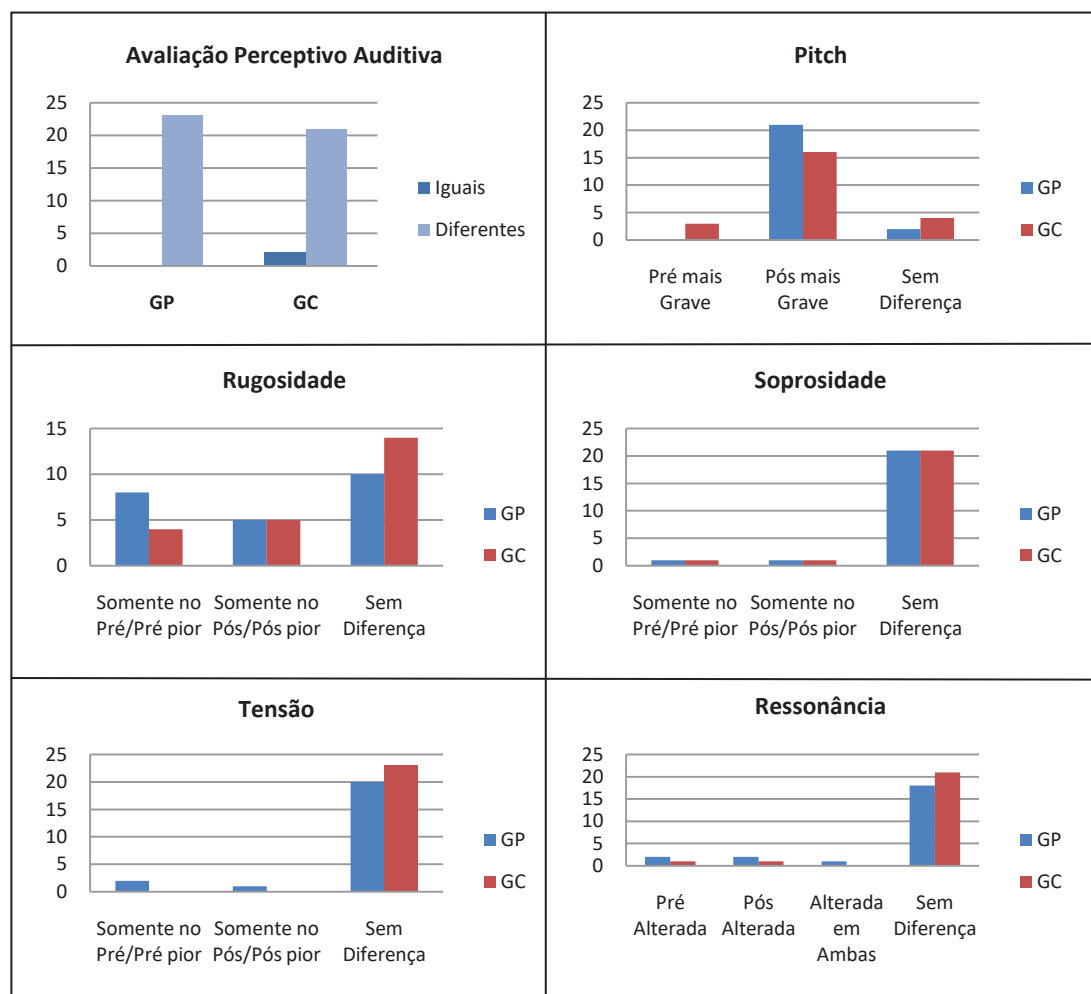 Avaliação Perceptivo Auditiva
25
20
15
10
5
0
GP
GC
Iguais
Diferentes
Pitch
25
20
15
10
5
0
Pré mais
Grave
Pós mais
Grave
Sem
Diferença
GP
GC
Rugosidade
15
10
5
0
Somente no
Pré/Pré pior
Somente no
Pós/Pós pior
Sem
Diferença
GP
GC
Soprosidade
25
20
15
10
5
0
Somente no
Pré/Pré pior
Somente no
Pós/Pós pior
Sem
Diferença
GP
GC
Tensão
25
20
15
10
5
0
Somente no
Pré/Pré pior
Somente no
Pós/Pós pior
Sem
Diferença
GP
GC
Ressonância
25
20
15
10
5
0
Pré
Alterada
Pós
Alterada
Alterada
em
Ambas
Sem
Diferença
GP
GC